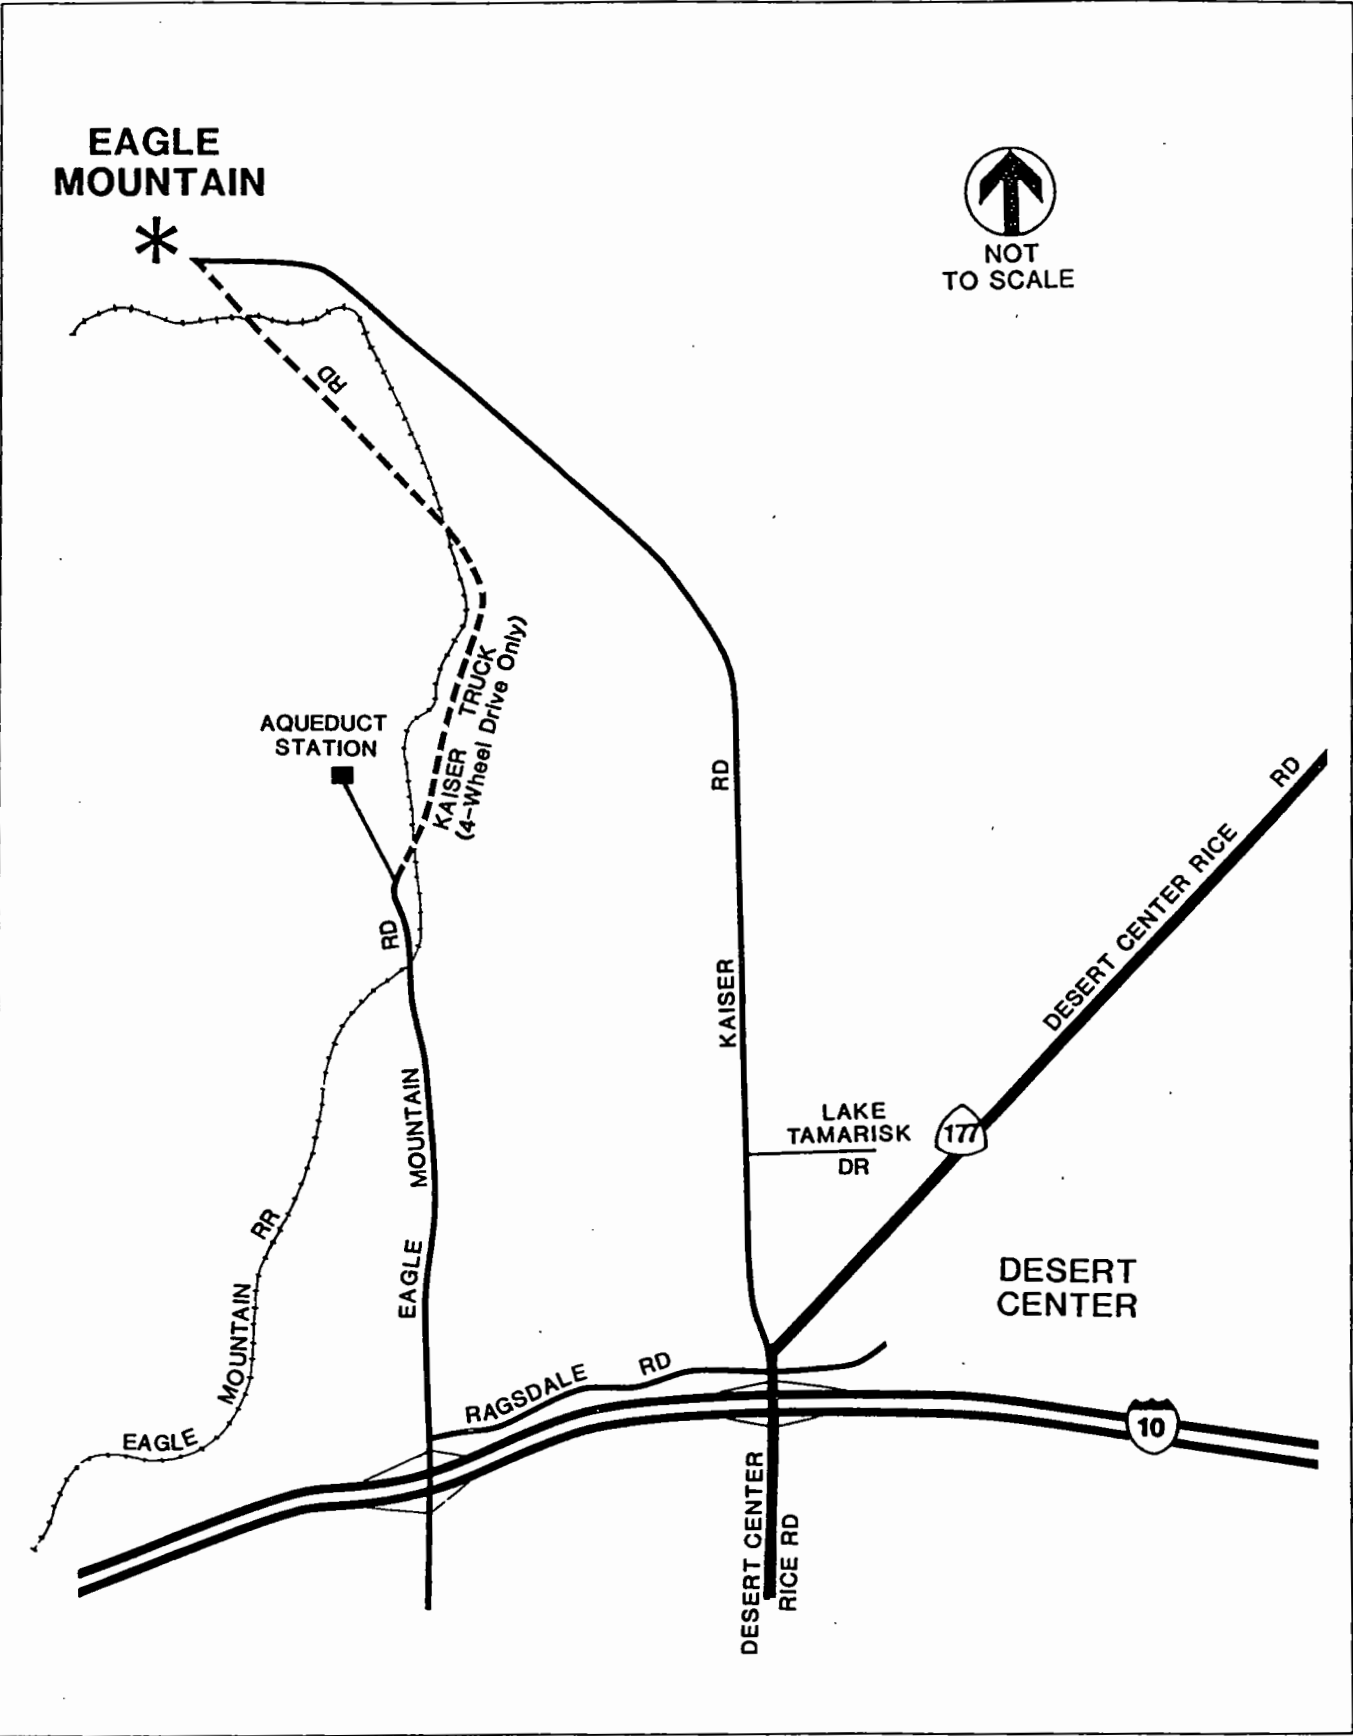 EAGLE
MOUNTAIN
NOT
TO SCALE
RD
KAISER TRUCK
(4-Wheel Drive Only)
AQUEDUCT
STATION
RD
MOUNTAIN
EAGLE
RD
KAISER
DESERT CENTER RICE RD
LAKE
TAMARISK
DR
177
DESERT
CENTER
EAGLE MOUNTAIN RR
RAGSDALE RD
10
DESERT CENTER
RICE RD